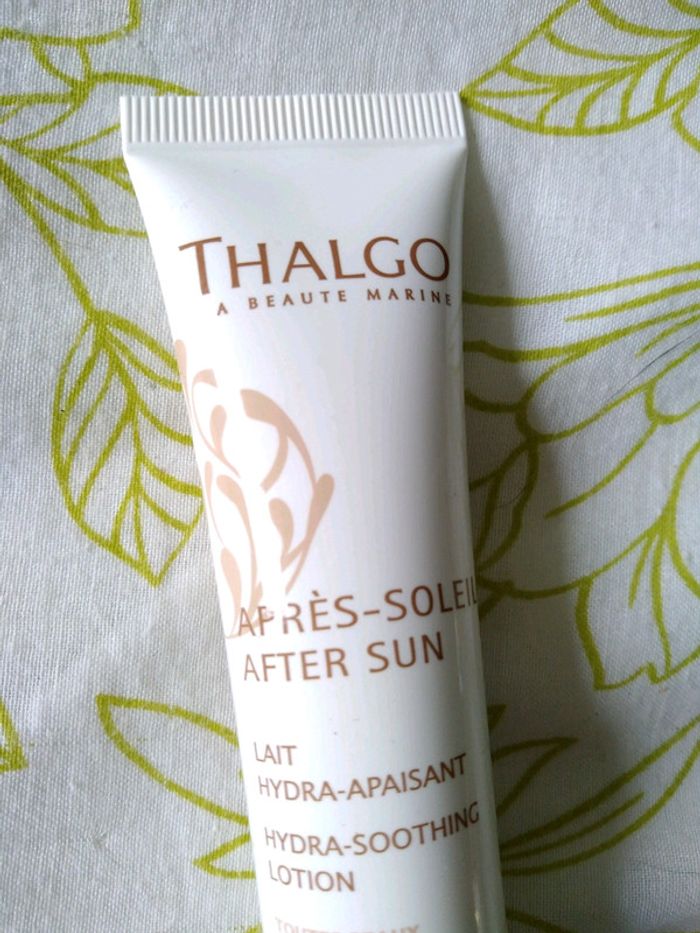 THALGO
A BEAUTE MARINE
APRÈS-SOLEIL
AFTER SUN
LAIT
HYDRA-APAISANT
HYDRA-SOOTHING
LOTION